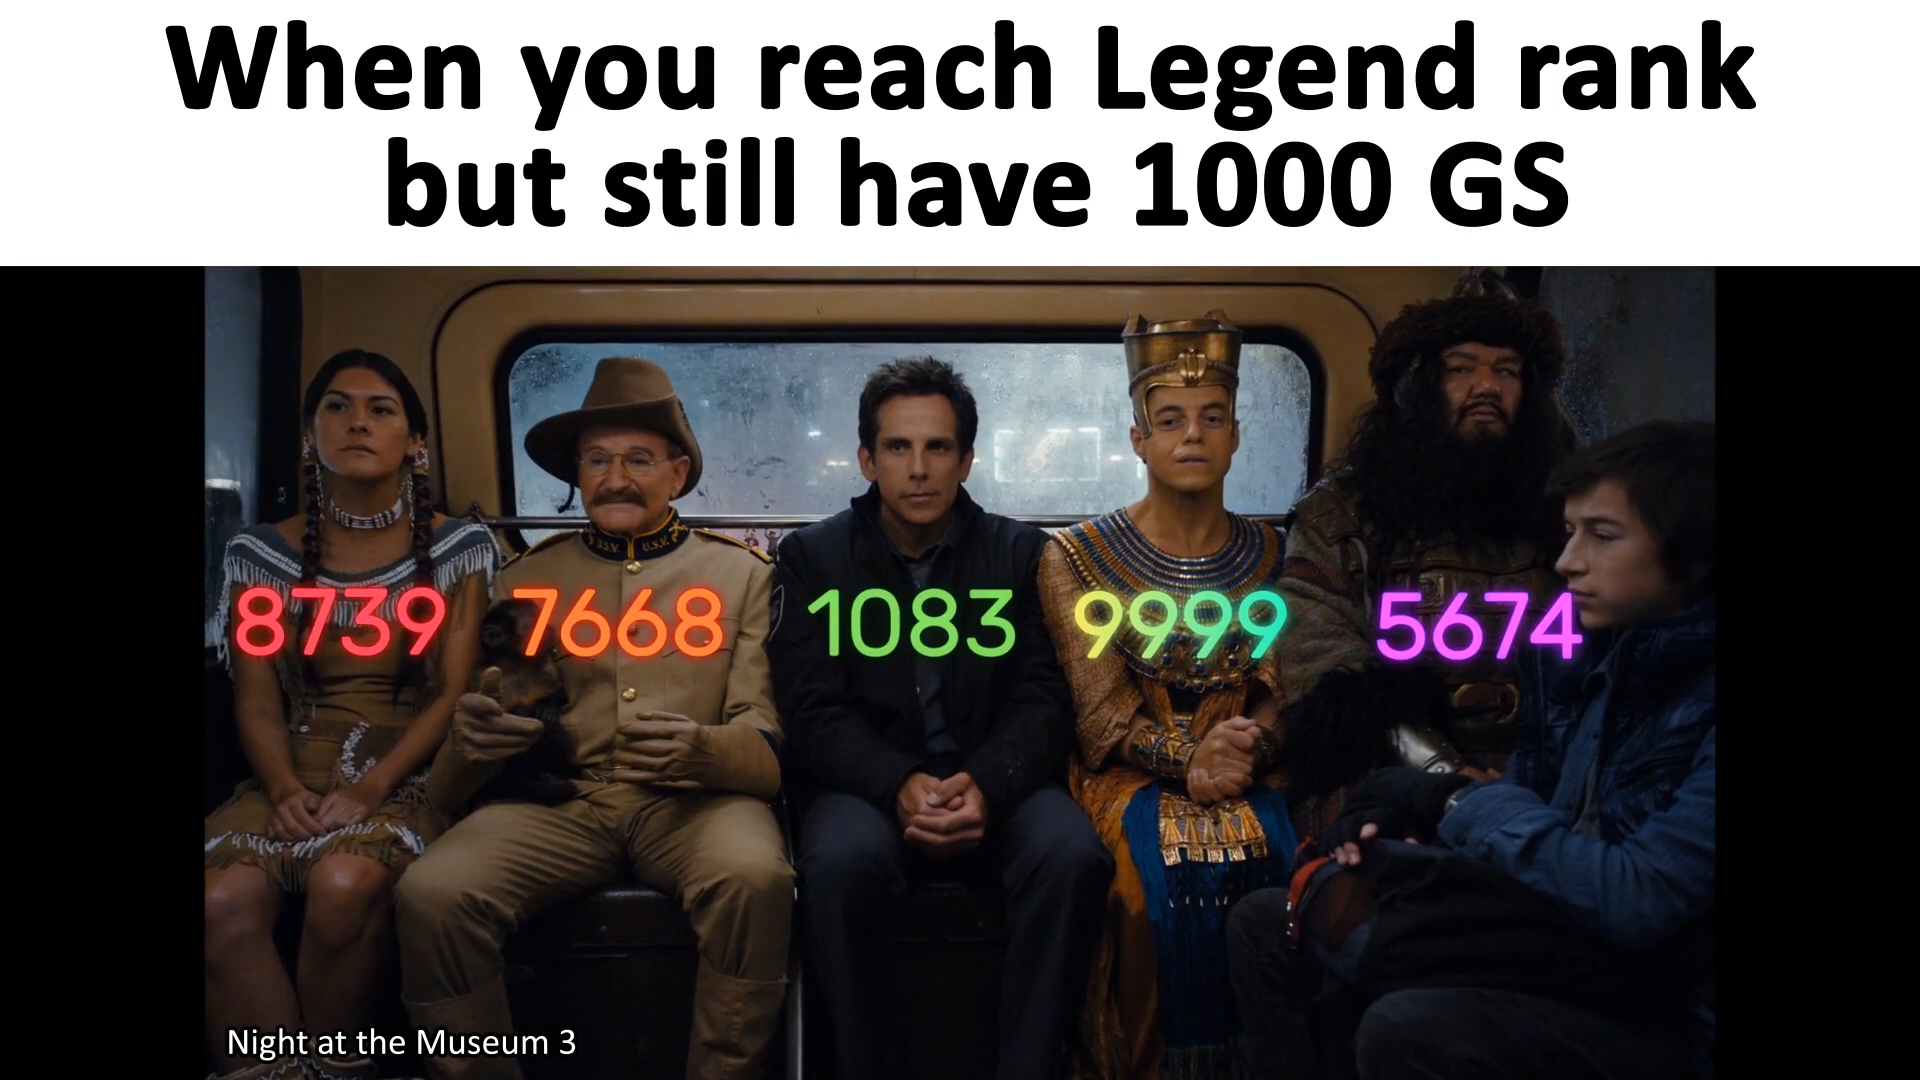 When you reach Legend rank
but still have 1000 GS
U.S.V. U.S.V.
8739 7668 1083 9999 5674
Night at the Museum 3